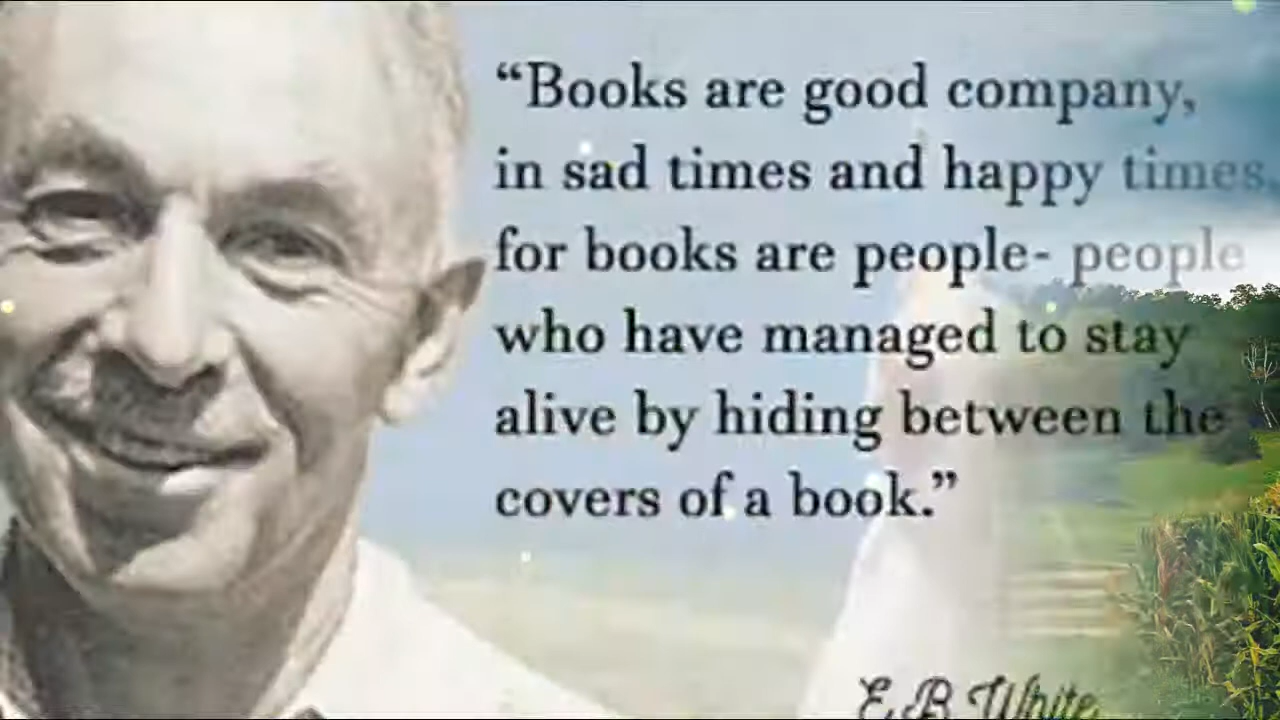 “Books are good company,
in sad times and happy times,
for books are people- people
who have managed to stay
alive by hiding between the
covers of a book.”
E.B. White